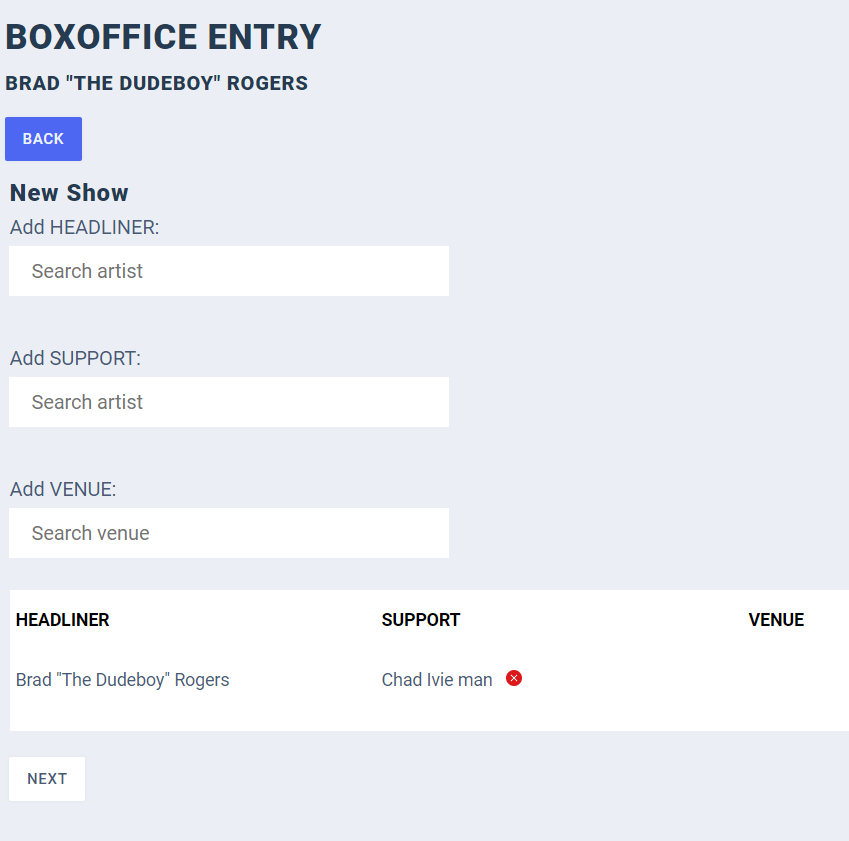 BOXOFFICE ENTRY
BRAD "THE DUDEBOY" ROGERS
BACK
New Show
Add HEADLINER:
Search artist
Add SUPPORT:
Search artist
Add VENUE:
Search venue
HEADLINER SUPPORT VENUE
Brad "The Dudeboy" Rogers Chad Ivie man
NEXT